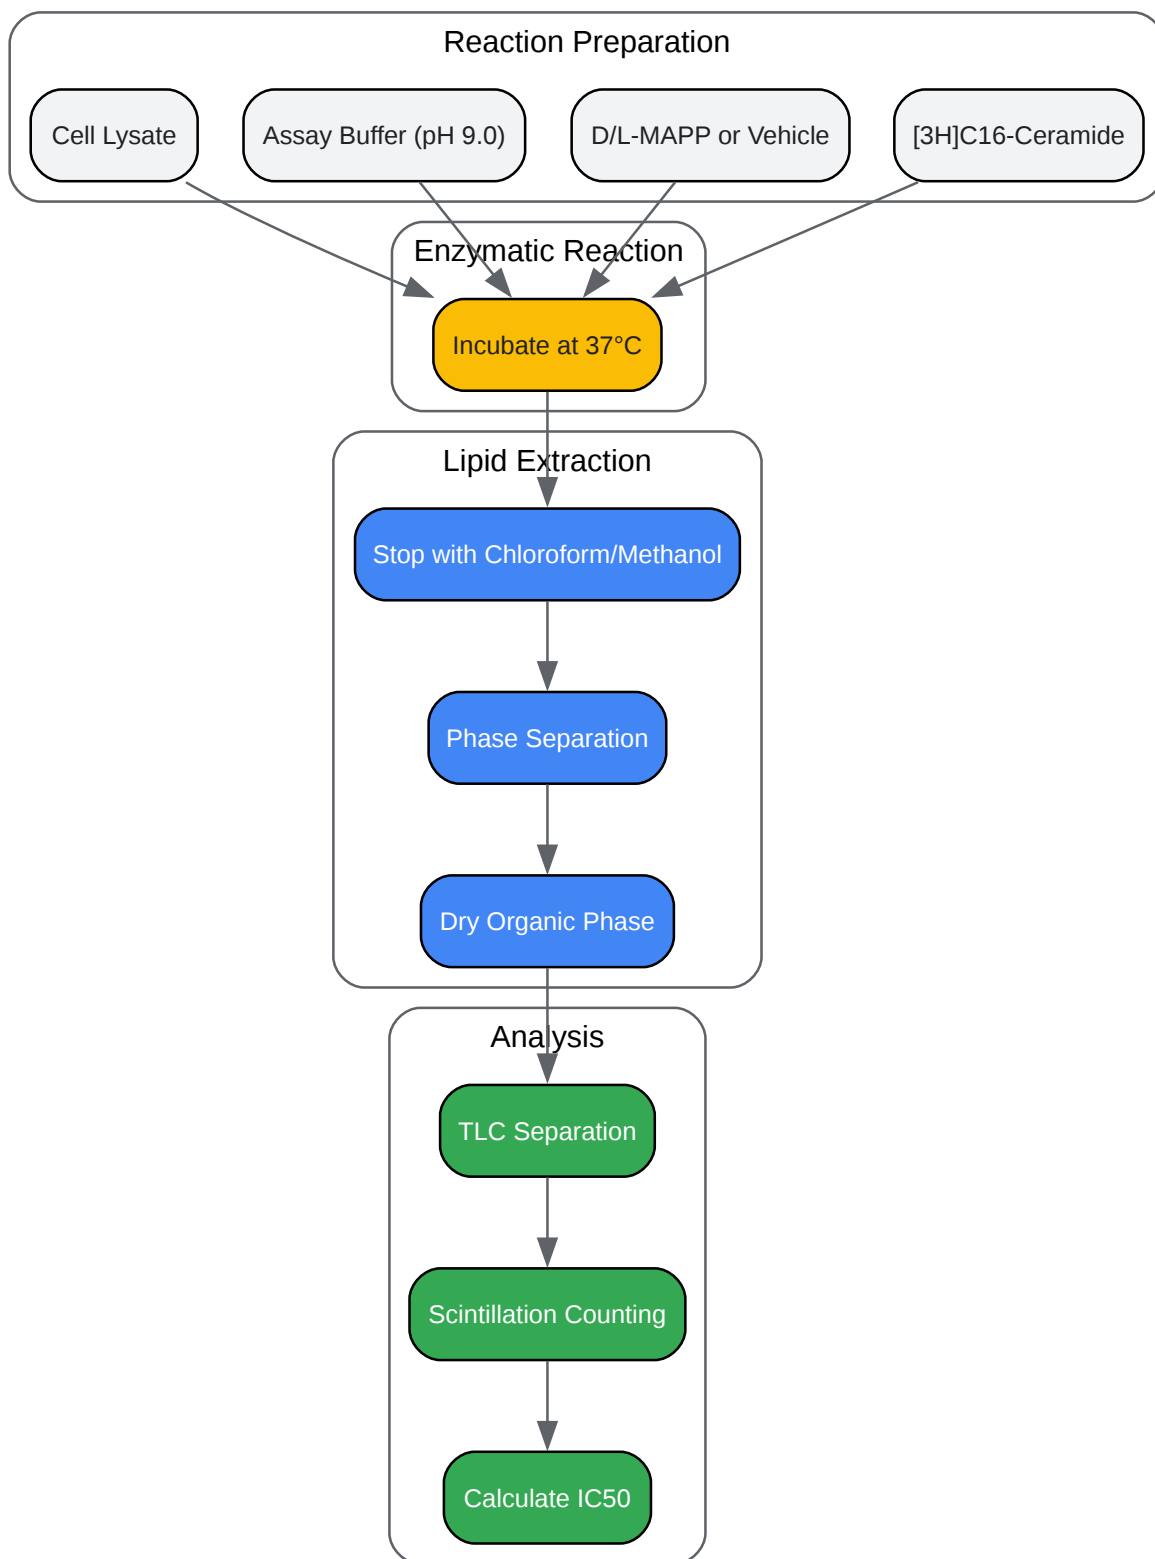 Reaction Preparation
Cell Lysate
Assay Buffer (pH 9.0)
D/L-MAPP or Vehicle
[3H]C16-Ceramide
Enzymatic Reaction
Incubate at 37°C
Lipid Extraction
Stop with Chloroform/Methanol
Phase Separation
Dry Organic Phase
Analysis
TLC Separation
Scintillation Counting
Calculate IC50